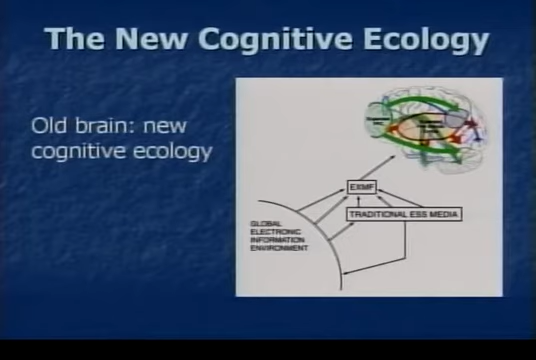 The New Cognitive Ecology
Old brain: new
cognitive ecology
EXMF
TRADITIONAL ESS MEDIA
GLOBAL
ELECTRONIC
INFORMATION
ENVIRONMENT